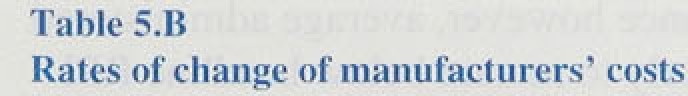 Table 5.B
Rates of change of manufacturers’ costs